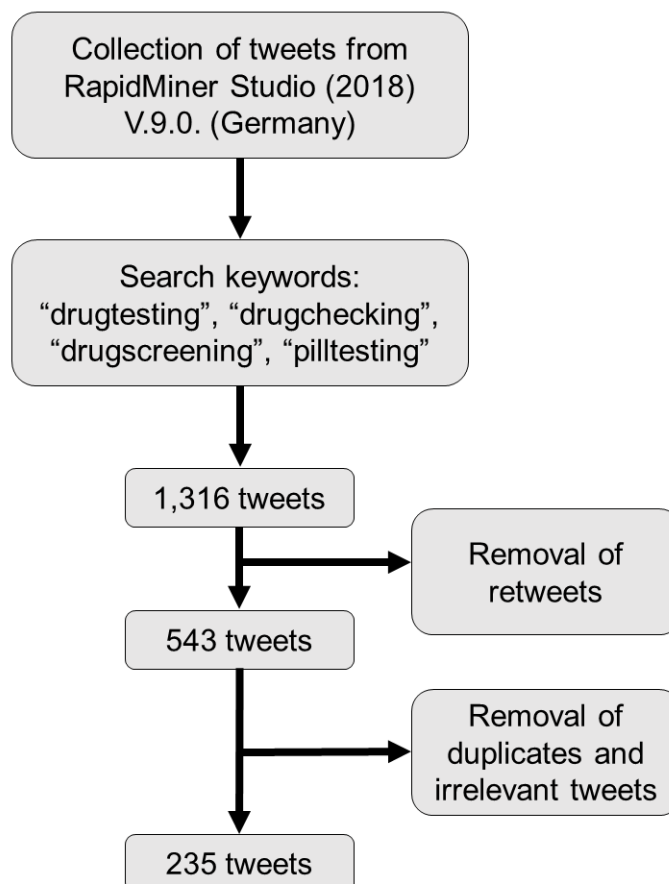 Collection of tweets from
RapidMiner Studio (2018)
V.9.0. (Germany)
Search keywords:
“drugtesting”, “drugchecking”,
“drugscreening”, “pilltesting”
1,316 tweets
Removal of
retweets
543 tweets
Removal of
duplicates and
irrelevant tweets
235 tweets